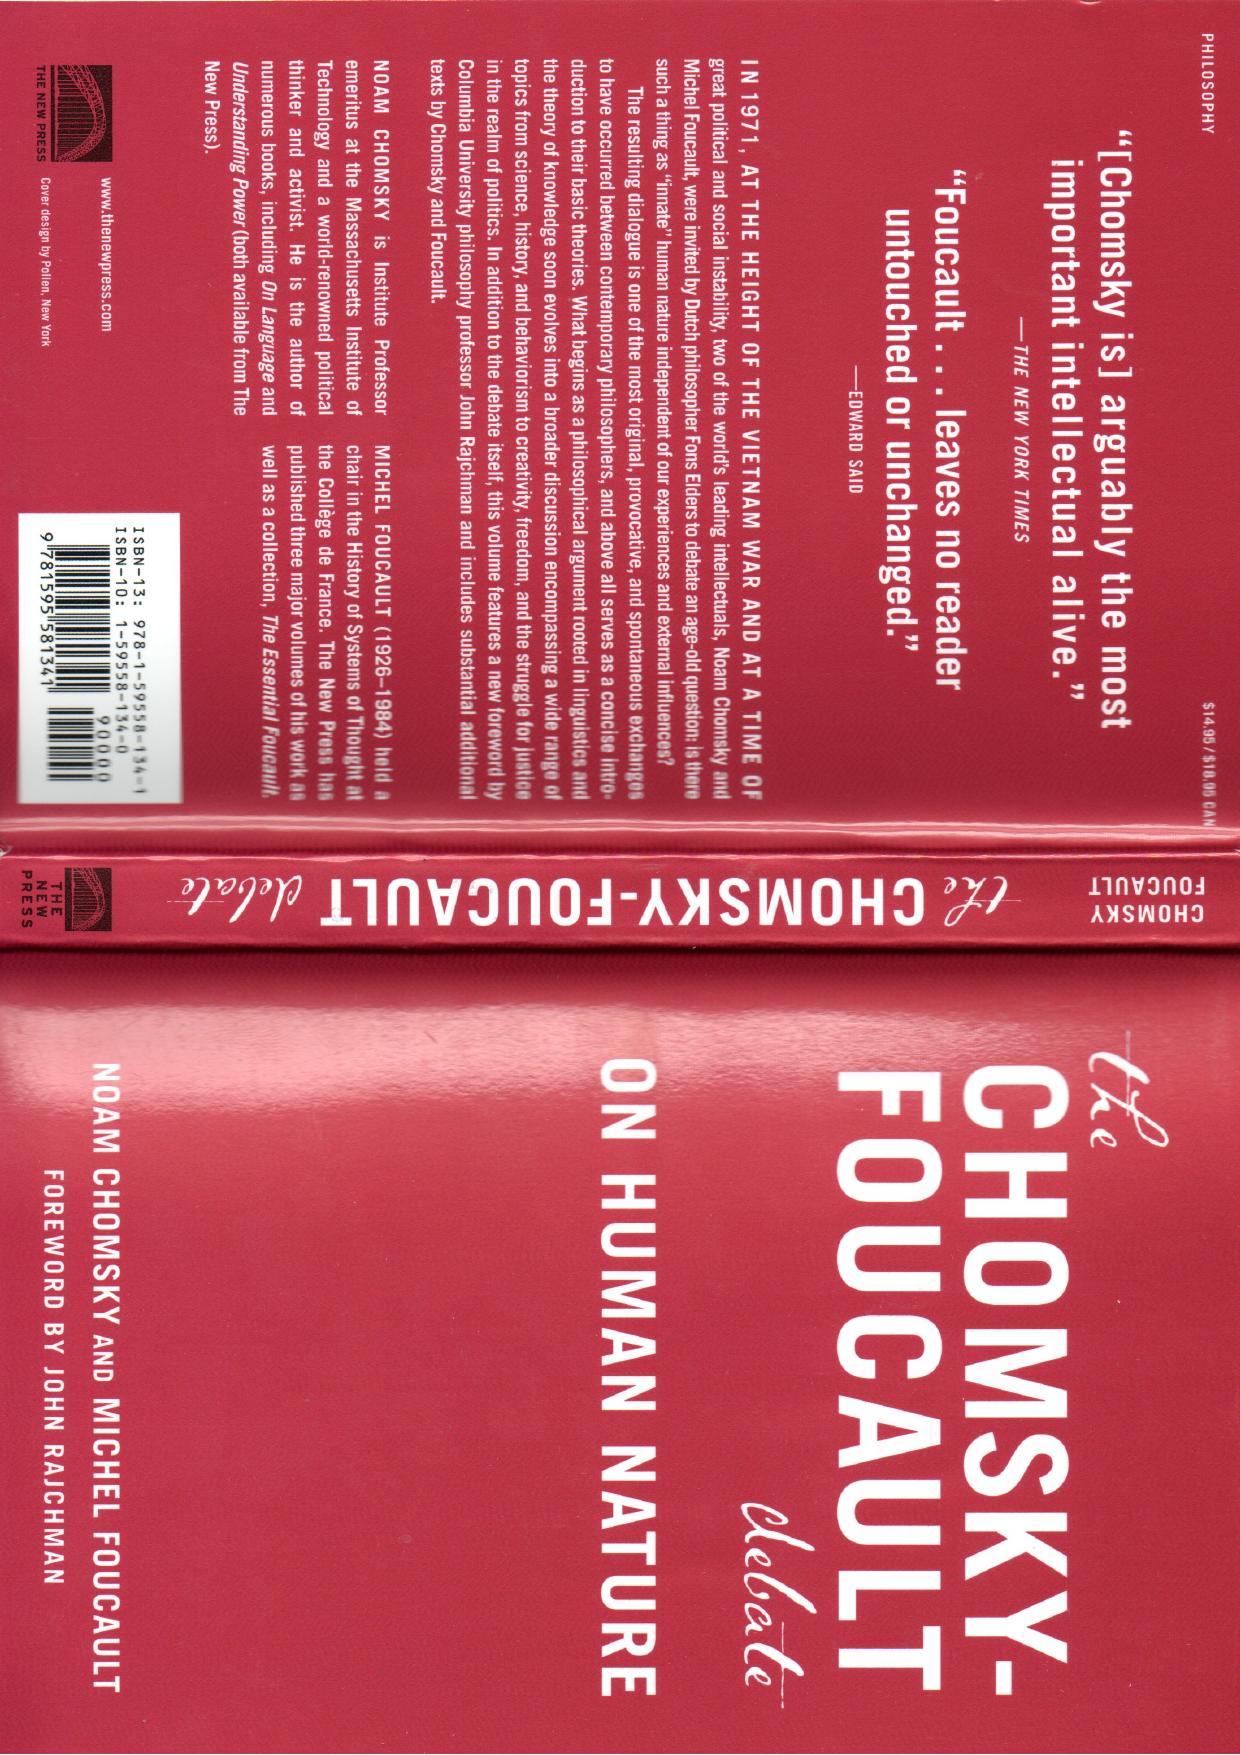 PHILOSOPHY
$14.95 / $18.95 CAN
“[Chomsky is] arguably the most
important intellectual alive.”
—THE NEW YORK TIMES
“Foucault . . . leaves no reader
untouched or unchanged.”
—EDWARD SAID
IN 1971, AT THE HEIGHT OF THE VIETNAM WAR AND AT A TIME OF
great political and social instability, two of the world’s leading intellectuals, Noam Chomsky and
Michel Foucault, were invited by Dutch philosopher Fons Elders to debate an age-old question: is there
such a thing as “innate” human nature independent of our experiences and external influences?
The resulting dialogue is one of the most original, provocative, and spontaneous exchanges
to have occurred between contemporary philosophers, and above all serves as a concise intro-
duction to their basic theories. What begins as a philosophical argument rooted in linguistics and
the theory of knowledge soon evolves into a broader discussion encompassing a wide range of
topics from science, history, and behaviorism to creativity, freedom, and the struggle for justice
in the realm of politics. In addition to the debate itself, this volume features a new foreword by
Columbia University philosophy professor John Rajchman and includes substantial additional
texts by Chomsky and Foucault.
NOAM CHOMSKY is Institute Professor
emeritus at the Massachusetts Institute of
Technology and a world-renowned political
thinker and activist. He is the author of
numerous books, including On Language and
Understanding Power (both available from The
New Press).
MICHEL FOUCAULT (1926–1984) held a
chair in the History of Systems of Thought at
the Collège de France. The New Press has
published three major volumes of his work as
well as a collection, The Essential Foucault.
THE NEW PRESS
www.thenewpress.com
Cover design by Pollen, New York
ISBN-13: 978-1-59558-134-1
ISBN-10: 1-59558-134-0
90000
9 781595 581341
CHOMSKY
FOUCAULT
the CHOMSKY-FOUCAULT debate
THE
NEW
PRESS
the
CHOMSKY-
FOUCAULT
debate
ON HUMAN NATURE
NOAM CHOMSKY AND MICHEL FOUCAULT
FOREWORD BY JOHN RAJCHMAN